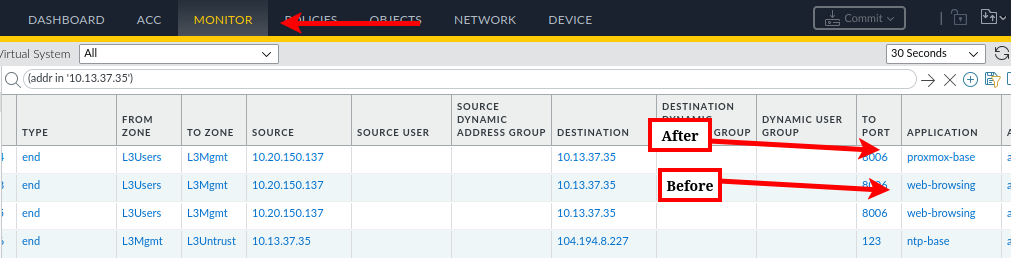 DASHBOARD ACC MONITOR POLICIES OBJECTS NETWORK DEVICE Commit
Virtual System All 30 Seconds
(addr in '10.13.37.35')
TYPE FROM ZONE TO ZONE SOURCE SOURCE USER SOURCE DYNAMIC ADDRESS GROUP DESTINATION DESTINATION DYNAMIC GROUP DYNAMIC USER GROUP TO PORT APPLICATION
After
end L3Users L3Mgmt 10.20.150.137 10.13.37.35 8006 proxmox-base
Before
end L3Users L3Mgmt 10.20.150.137 10.13.37.35 8006 web-browsing
end L3Users L3Mgmt 10.20.150.137 10.13.37.35 8006 web-browsing
end L3Mgmt L3Untrust 10.13.37.35 104.194.8.227 123 ntp-base